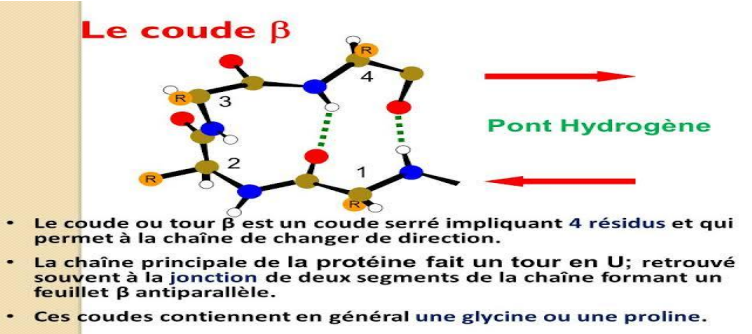 Le coude β
R
4
R
3
Pont Hydrogène
2
1
R
R
• Le coude ou tour β est un coude serré impliquant 4 résidus et qui
permet à la chaîne de changer de direction.
• La chaîne principale de la protéine fait un tour en U; retrouvé
souvent à la jonction de deux segments de la chaîne formant un
feuillet β antiparallèle.
• Ces coudes contiennent en général une glycine ou une proline.